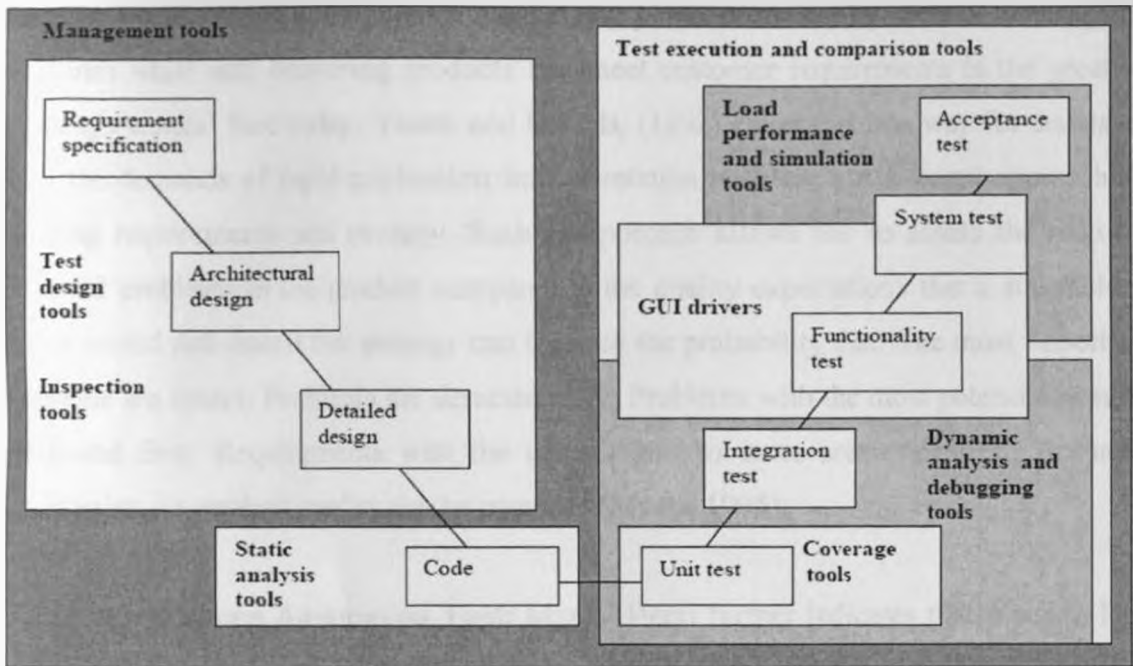 Management tools
Requirement
specification
Test
design
tools
Architectural
design
Inspection
tools
Detailed
design
Static
analysis
tools
Code
Test execution and comparison tools
Load
performance
and simulation
tools
Acceptance
test
System test
GUI drivers
Functionality
test
Integration
test
Dynamic
analysis and
debugging
tools
Unit test
Coverage
tools